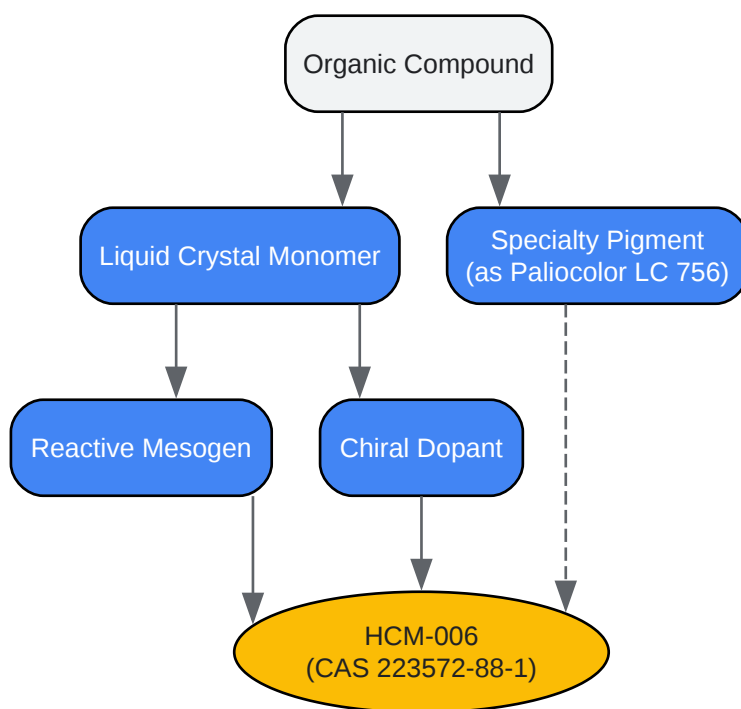 Organic Compound
Liquid Crystal Monomer
Specialty Pigment
(as Paliocolor LC 756)
Reactive Mesogen
Chiral Dopant
HCM-006
(CAS 223572-88-1)